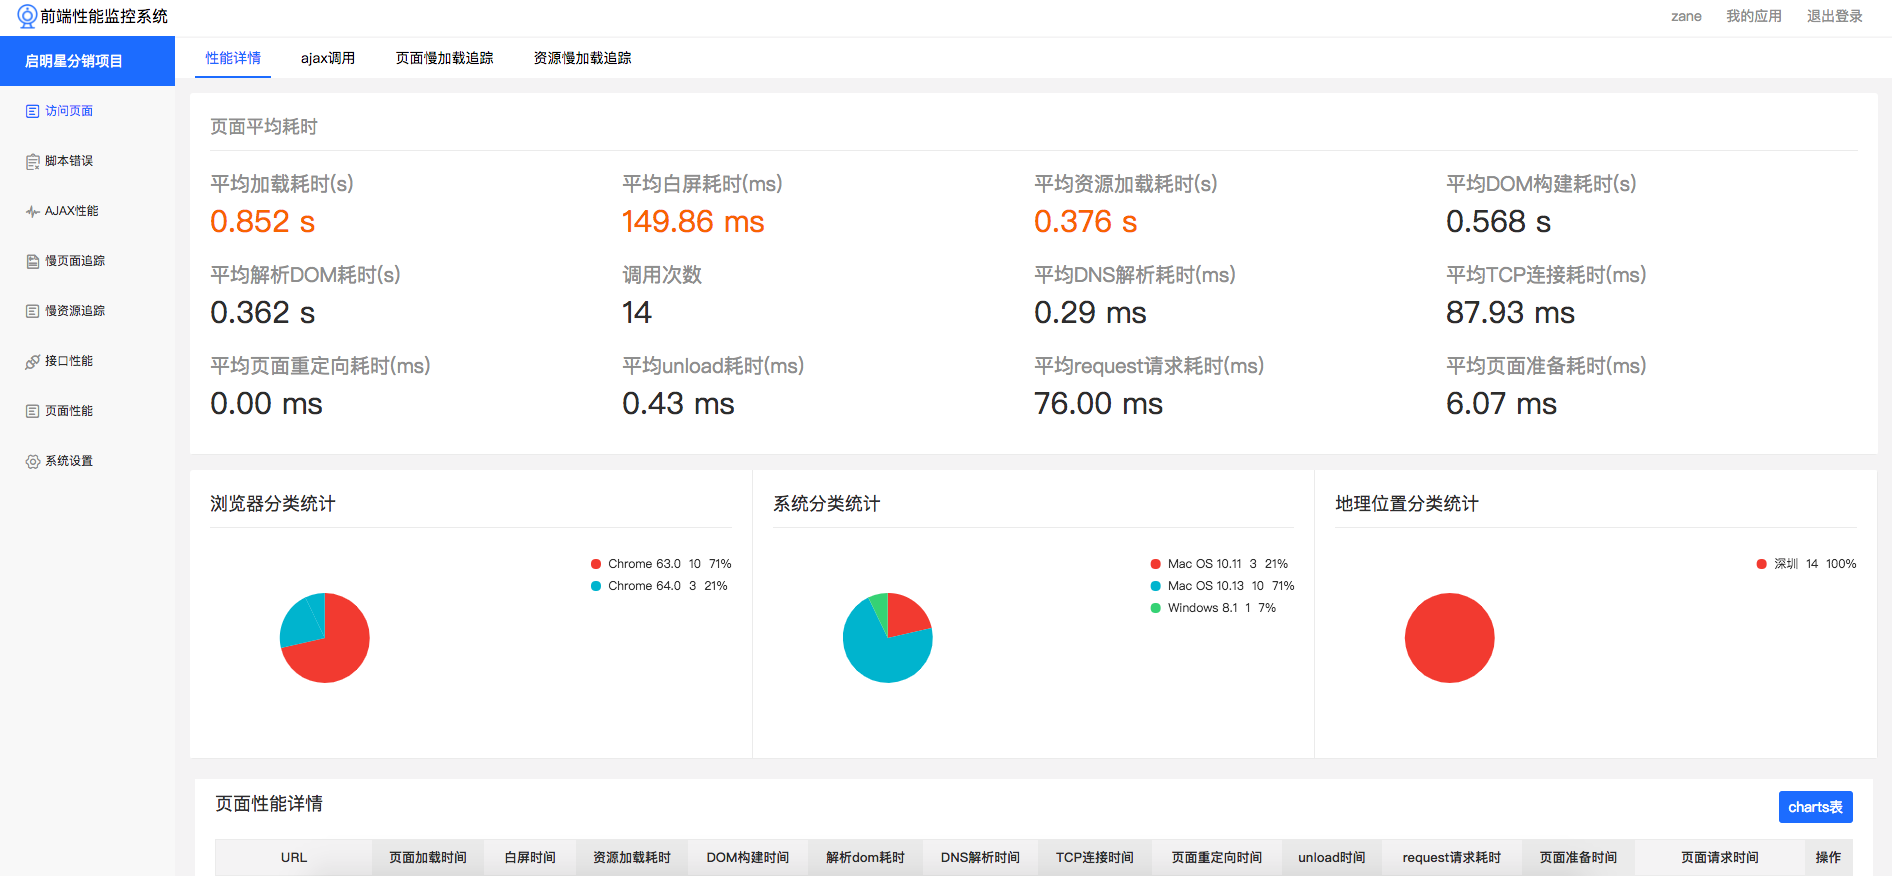 前端性能监控系统
zane 我的应用 退出登录
启明星分销项目
性能详情 ajax调用 页面慢加载追踪 资源慢加载追踪
访问页面
脚本错误
AJAX性能
慢页面追踪
慢资源追踪
接口性能
页面性能
系统设置
页面平均耗时
平均加载耗时(s) 平均白屏耗时(ms) 平均资源加载耗时(s) 平均DOM构建耗时(s)
0.852 s 149.86 ms 0.376 s 0.568 s
平均解析DOM耗时(s) 调用次数 平均DNS解析耗时(ms) 平均TCP连接耗时(ms)
0.362 s 14 0.29 ms 87.93 ms
平均页面重定向耗时(ms) 平均unload耗时(ms) 平均request请求耗时(ms) 平均页面准备耗时(ms)
0.00 ms 0.43 ms 76.00 ms 6.07 ms
浏览器分类统计
Chrome 63.0 10 71%
Chrome 64.0 3 21%
系统分类统计
Mac OS 10.11 3 21%
Mac OS 10.13 10 71%
Windows 8.1 1 7%
地理位置分类统计
深圳 14 100%
页面性能详情
charts表
URL 页面加载时间 白屏时间 资源加载耗时 DOM构建时间 解析dom耗时 DNS解析时间 TCP连接时间 页面重定向时间 unload时间 request请求耗时 页面准备时间 页面请求时间 操作